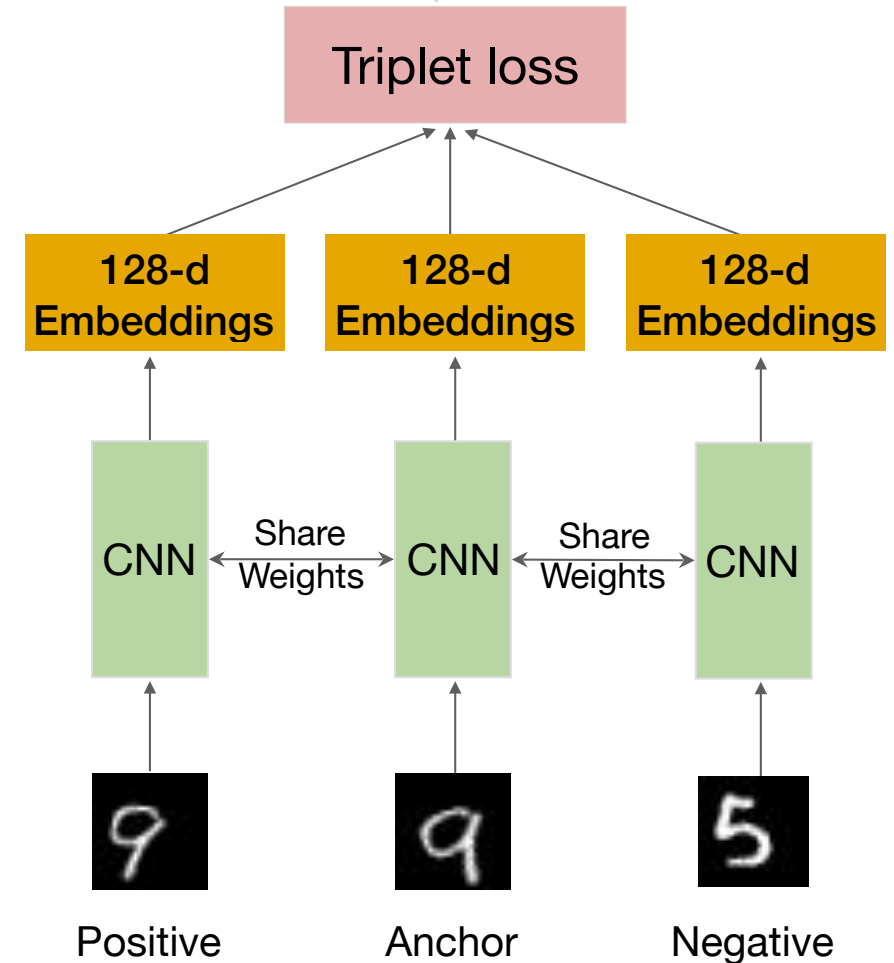 Triplet loss
128-d
Embeddings
128-d
Embeddings
128-d
Embeddings
CNN
Share
Weights
CNN
Share
Weights
CNN
9
9
5
Positive
Anchor
Negative